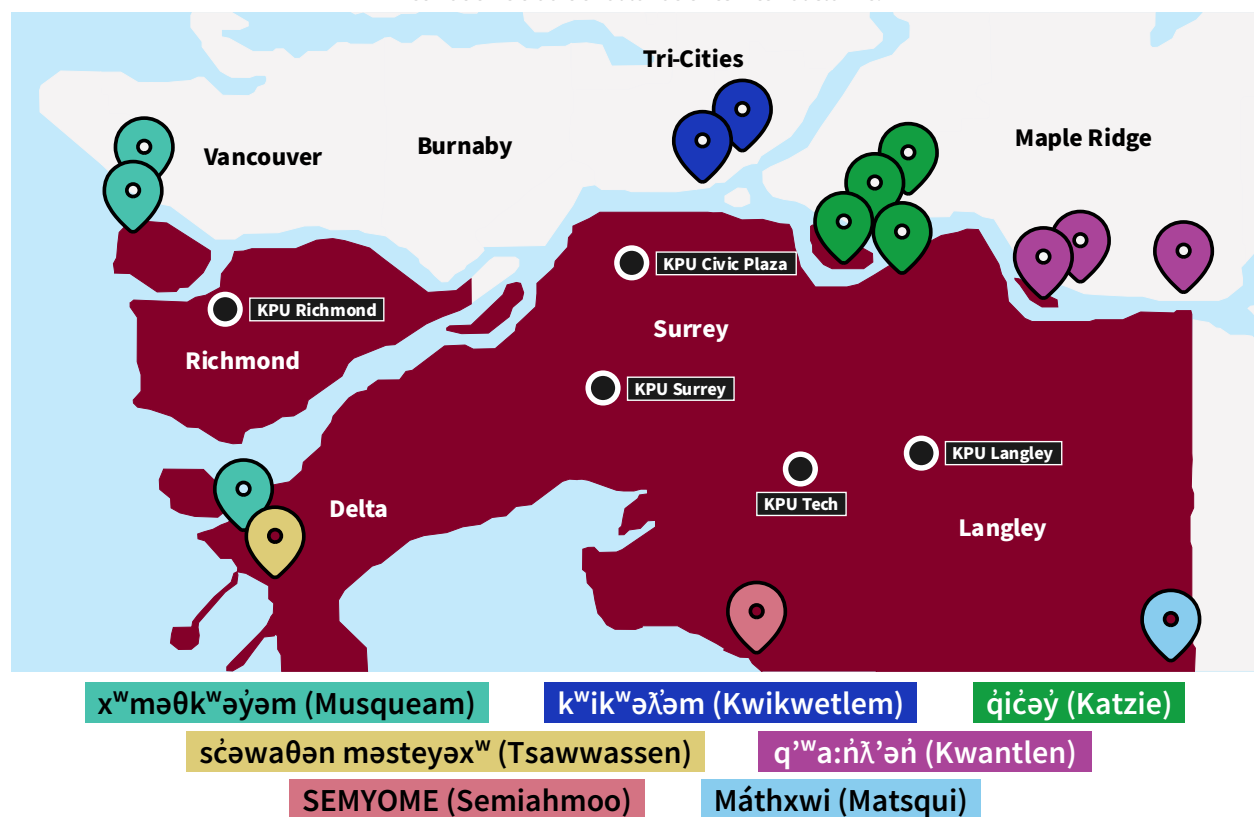 Tri-Cities
Maple Ridge
Burnaby
Vancouver
KPU Civic Plaza
KPU Richmond
Surrey
Richmond
KPU Surrey
KPU Langley
KPU Tech
Delta
Langley
xʷməθkʷəy̓əm (Musqueam)
kʷikʷəƛ̓əm (Kwikwetlem)
q̓ic̓əy̓ (Katzie)
sc̓əwaθən məsteyəxʷ (Tsawwassen)
q’ʷa:n̓ƛ’ən̓ (Kwantlen)
SEMYOME (Semiahmoo)
Máthxwi (Matsqui)